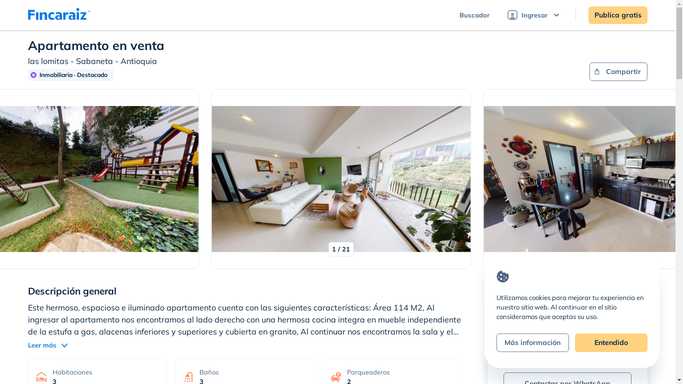 Fincaraiz
Buscador
Ingresar
Publica gratis
Apartamento en venta
las lomitas - Sabaneta - Antioquia
Inmobiliaria - Destacado
Compartir
1 / 21
Descripción general
Este hermoso, espacioso e iluminado apartamento cuenta con las siguientes características: Área 114 M2, Al
ingresar al apartamento nos encontramos al lado derecho con una hermosa cocina integra en mueble independiente
de la estufa a gas, alacenas inferiores y superiores y cubierta en granito, Al continuar nos encontramos la sala y el...
Leer más
Habitaciones
3
Baños
3
Parqueaderos
2
Utilizamos cookies para mejorar tu experiencia en
nuestro sitio web. Al continuar en el sitio
consideramos que aceptas su uso.
Más información
Entendido
Contactar por WhatsApp